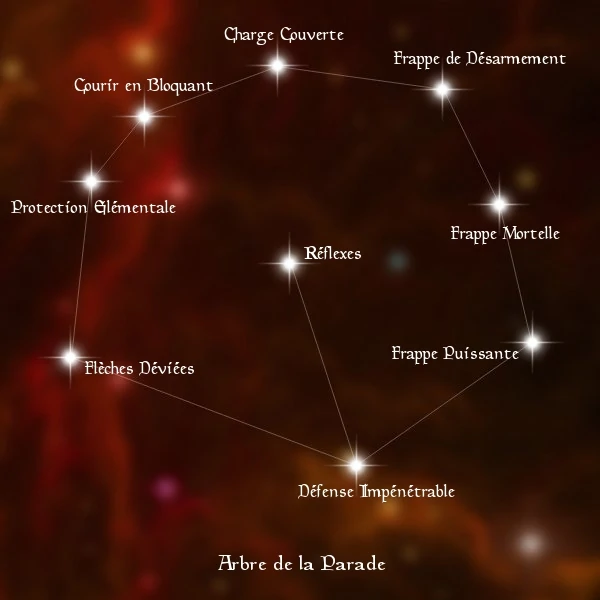 Charge Couverte
Frappe de Désarmement
Courir en Bloquant
Protection Élémentale
Frappe Mortelle
Réflexes
Frappe Puissante
Flèches Déviées
Défense Impénétrable
Arbre de la Parade